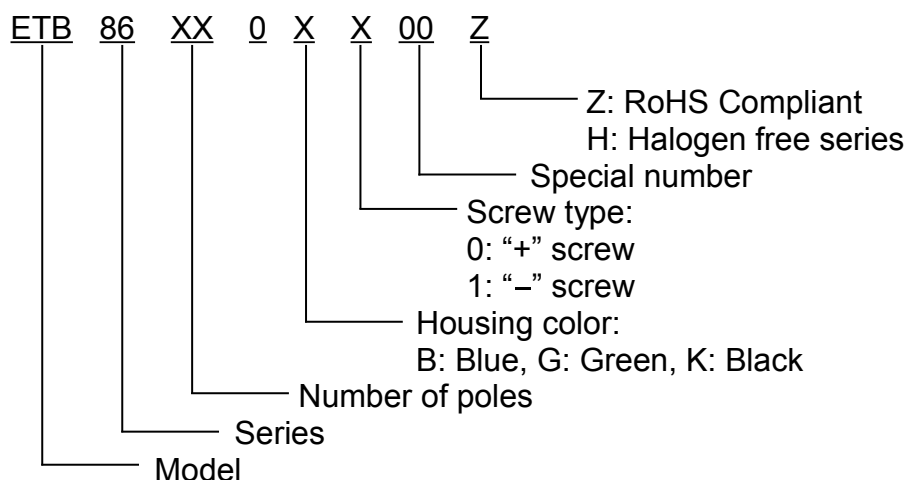 ETB 86 XX 0 X X 00 Z
Z: RoHS Compliant
H: Halogen free series
Special number
Screw type:
0: “+” screw
1: “−” screw
Housing color:
B: Blue, G: Green, K: Black
Number of poles
Series
Model